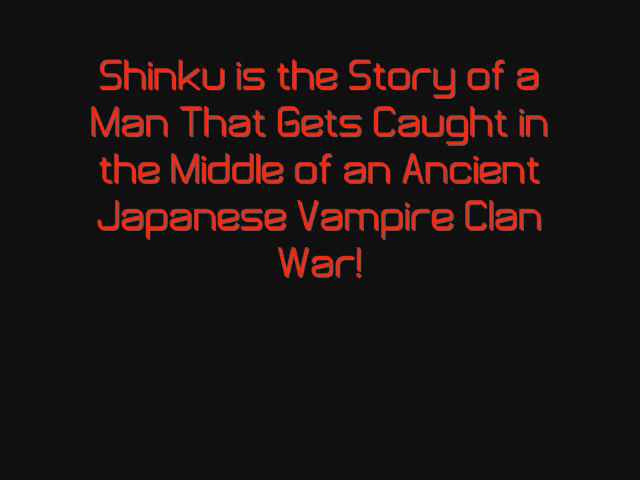 Shinku is the Story of a
Man That Gets Caught in
the Middle of an Ancient
Japanese Vampire Clan
War!